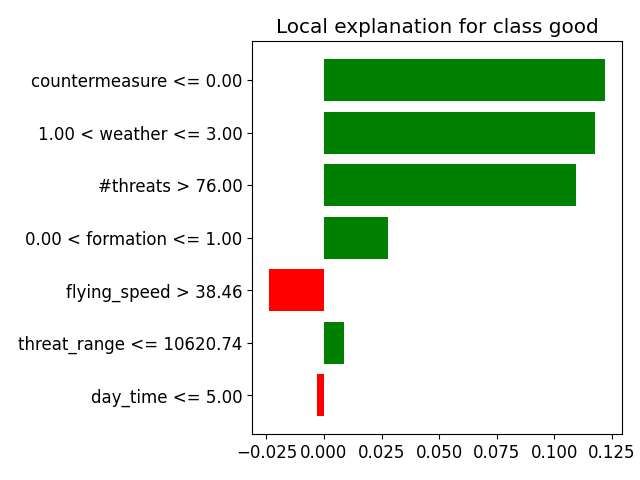 Local explanation for class good
countermeasure <= 0.00
1.00 < weather <= 3.00
#threats > 76.00
0.00 < formation <= 1.00
flying_speed > 38.46
threat_range <= 10620.74
day_time <= 5.00
−0.025 0.000 0.025 0.050 0.075 0.100 0.125